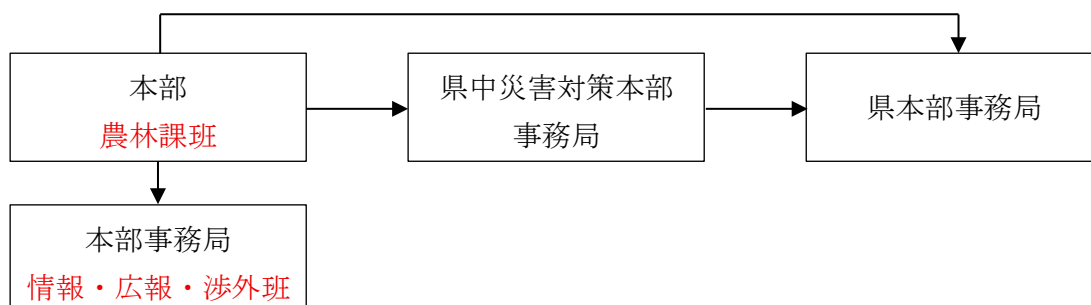 本部
農林課班
県中災害対策本部
事務局
県本部事務局
本部事務局
情報・広報・渉外班